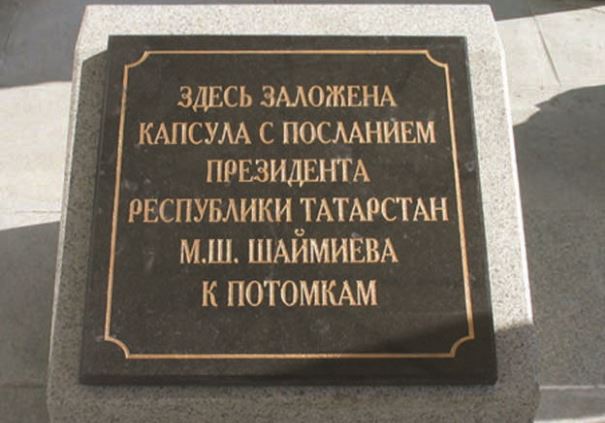 ЗДЕСЬ ЗАЛОЖЕНА
КАПСУЛА С ПОСЛАНИЕМ
ПРЕЗИДЕНТА
РЕСПУБЛИКИ ТАТАРСТАН
М.Ш. ШАЙМИЕВА
К ПОТОМКАМ